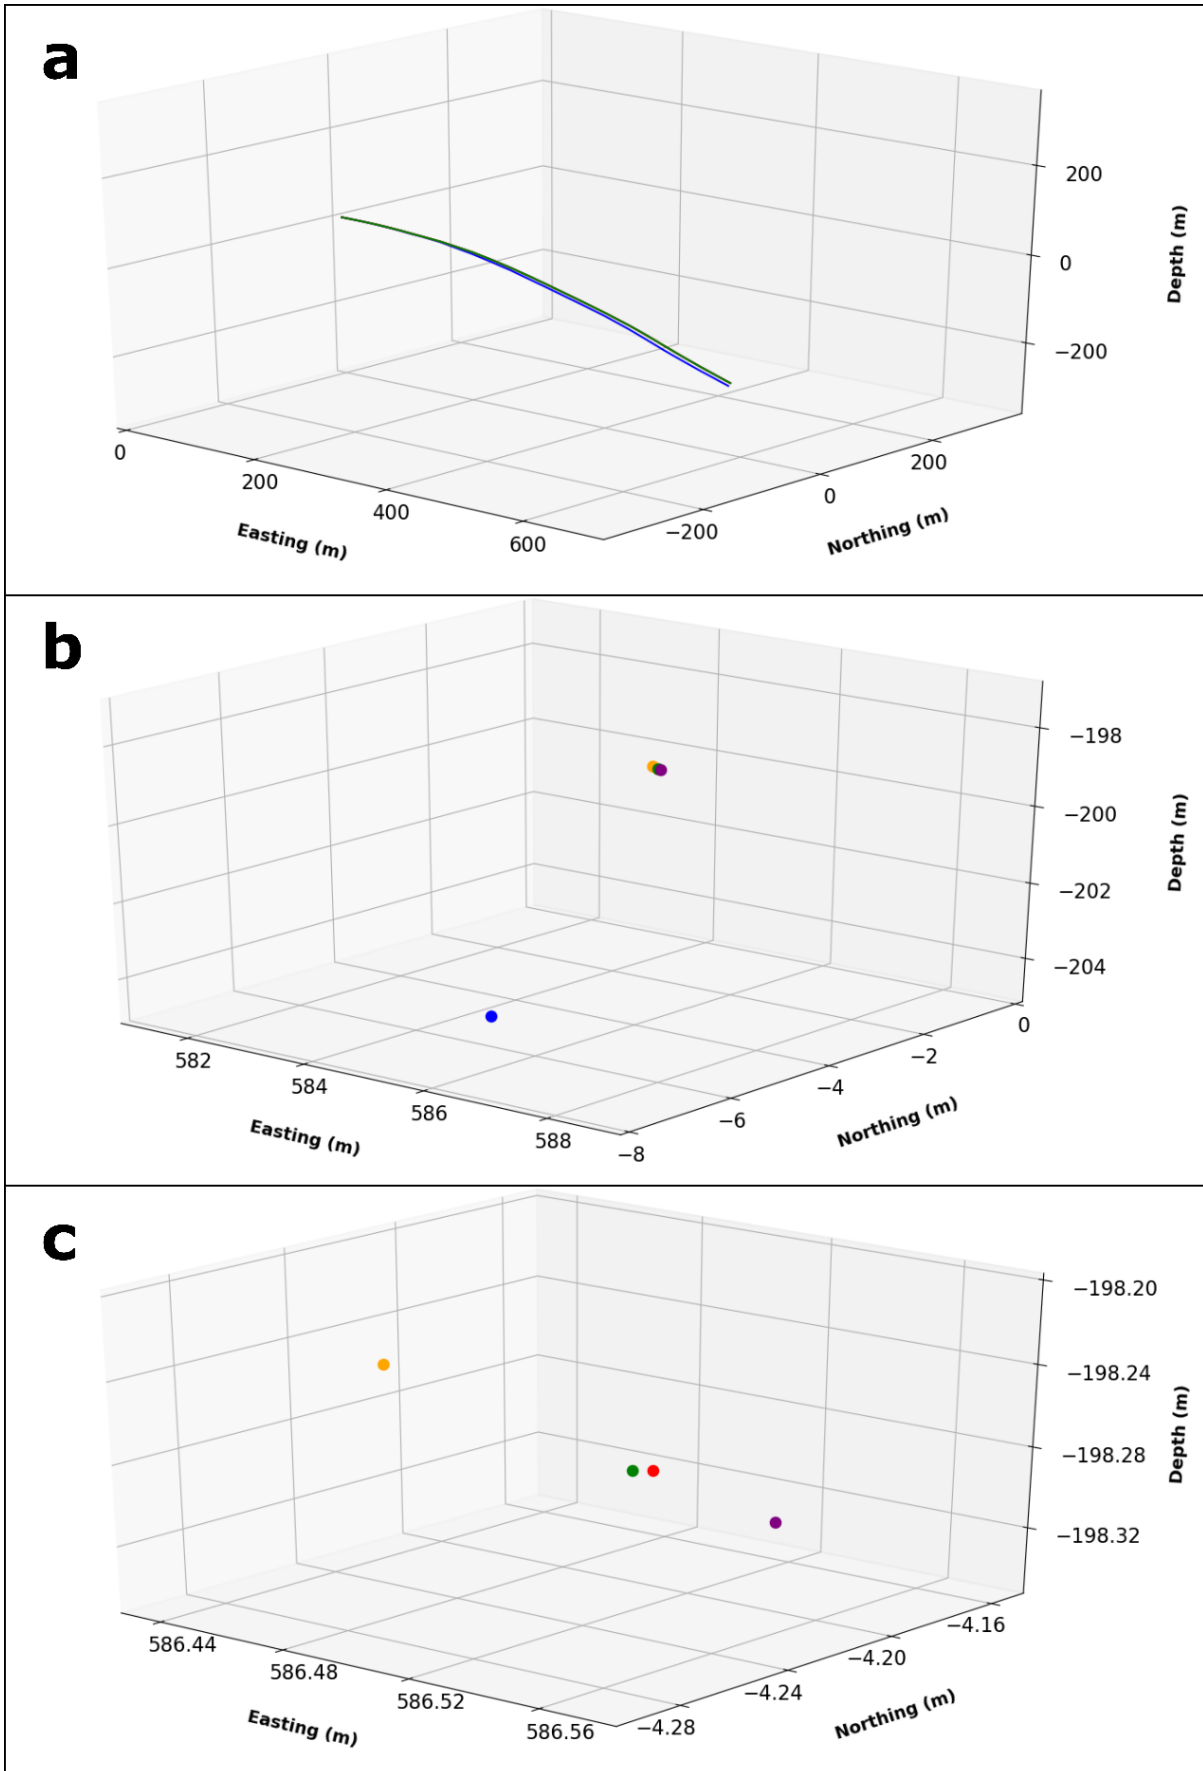 a
200
0
−200
Depth (m)
0
200
400
600
Easting (m)
−200
0
200
Northing (m)
b
−198
−200
−202
−204
Depth (m)
582
584
586
588
Easting (m)
−8
−6
−4
−2
0
Northing (m)
c
−198.20
−198.24
−198.28
−198.32
Depth (m)
586.44
586.48
586.52
586.56
Easting (m)
−4.28
−4.24
−4.20
−4.16
Northing (m)